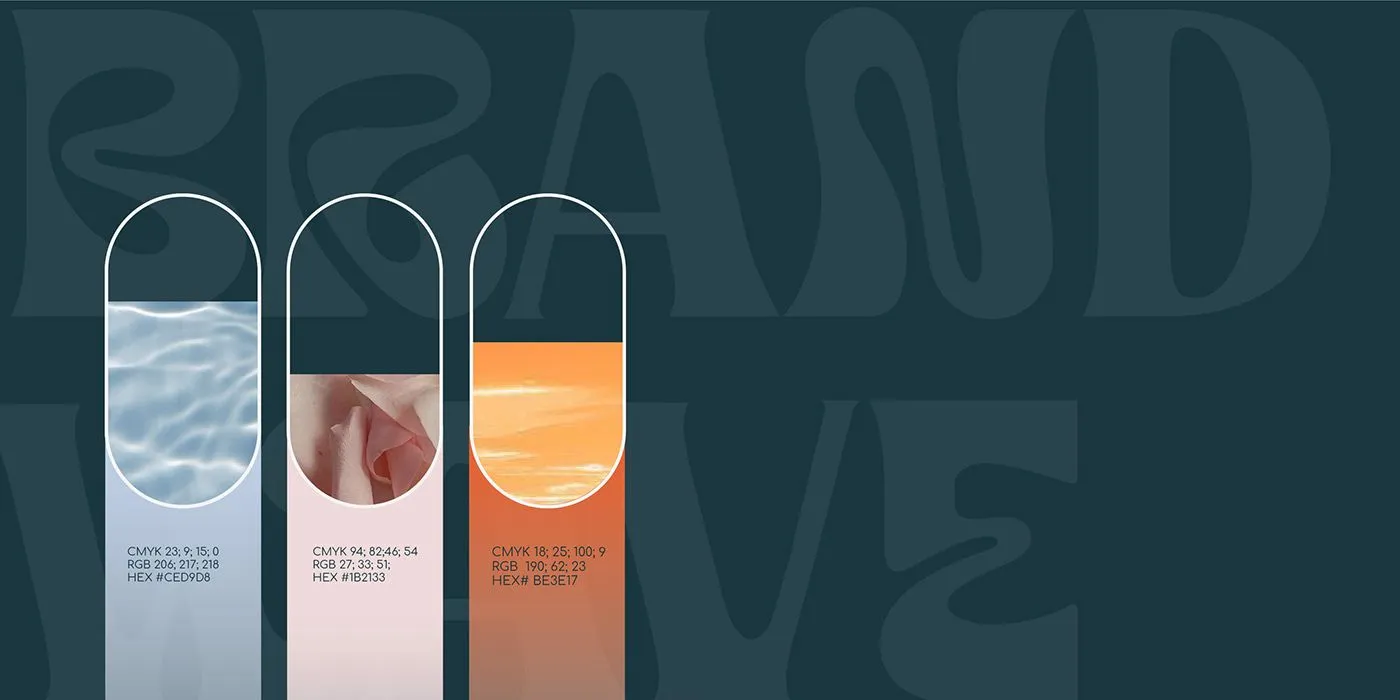 BRAND
WAVE
CMYK 23; 9; 15; 0
RGB 206; 217; 218
HEX #CED9D8
CMYK 94; 82;46; 54
RGB 27; 33; 51;
HEX #1B2133
CMYK 18; 25; 100; 9
RGB 190; 62; 23
HEX# BE3E17